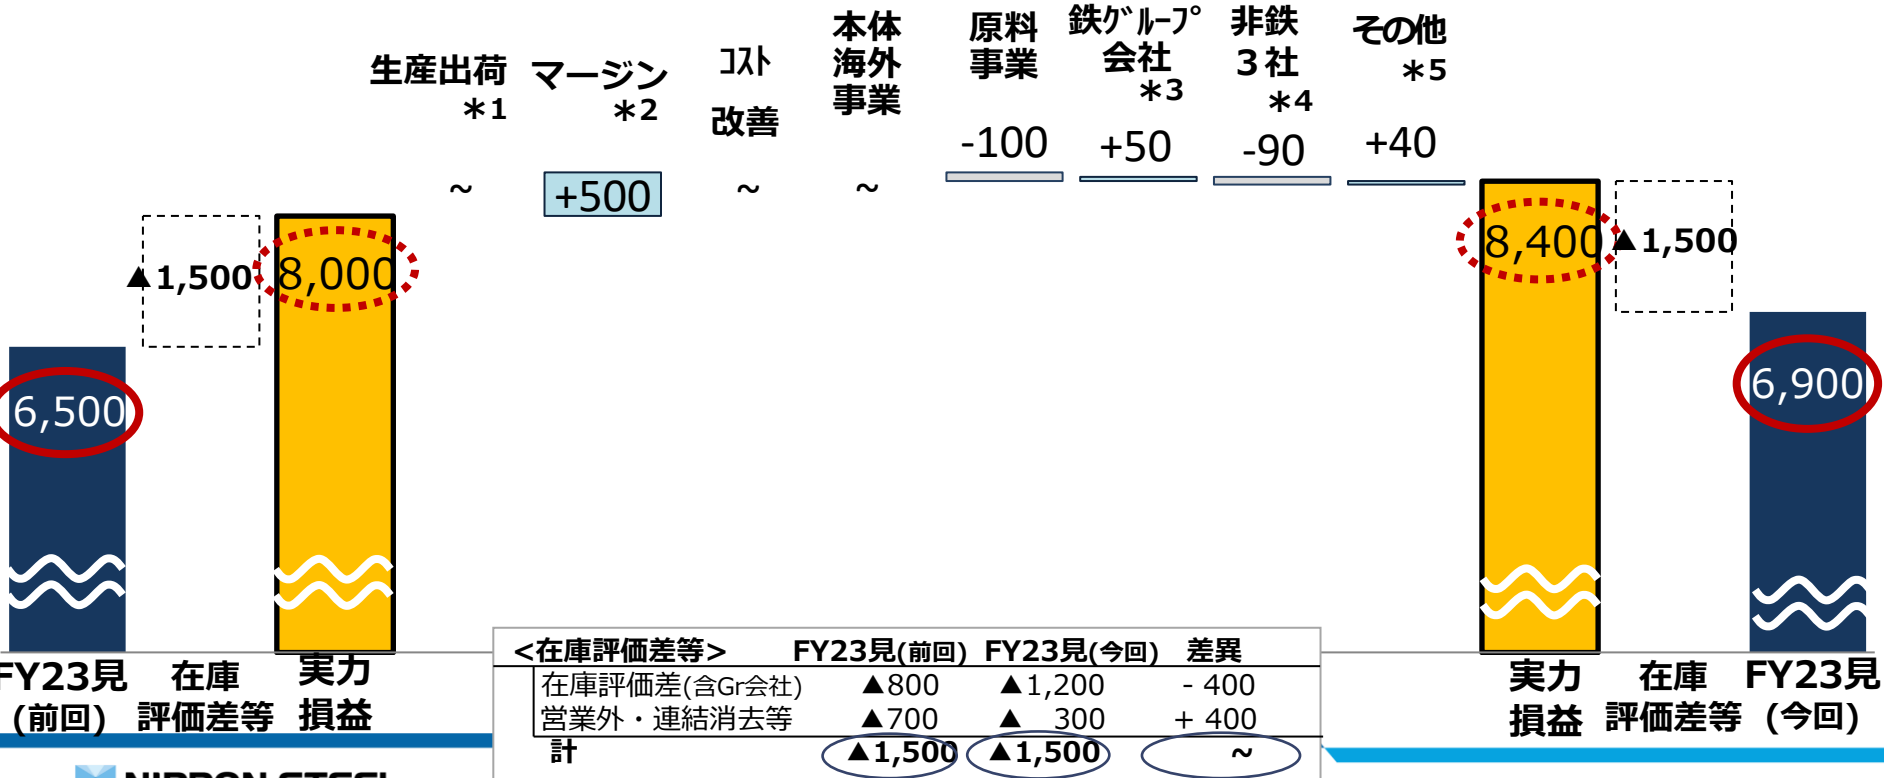 生産出荷
＊1
マージン
＊2
ｺｽﾄ
改善
本体
海外
事業
原料
事業
鉄ｸﾞﾙｰﾌﾟ
会社
＊3
非鉄
３社
＊4
その他
＊5
~
+500
~
~
-100
+50
-90
+40
▲1,500
8,000
6,500
8,400
▲1,500
6,900
FY23見
(前回)
在庫
評価差等
実力
損益
実力
損益
在庫
評価差等
FY23見
(今回)
<在庫評価差等> FY23見(前回) FY23見(今回) 差異
在庫評価差(含Gr会社) ▲800 ▲1,200 - 400
営業外・連結消去等 ▲700 ▲ 300 + 400
計 ▲1,500 ▲1,500 ~
NIPPON STEEL